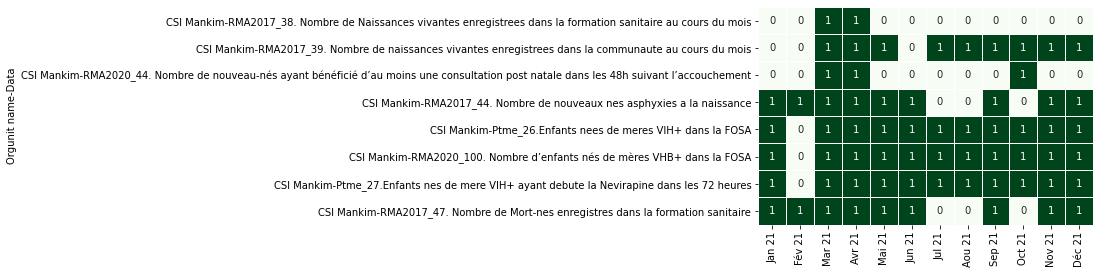 Orgunit name-Data
CSI Mankim-RMA2017_38. Nombre de Naissances vivantes enregistrees dans la formation sanitaire au cours du mois
0 0 1 1 0 0 0 0 0 0 0 0
CSI Mankim-RMA2017_39. Nombre de naissances vivantes enregistrees dans la communaute au cours du mois
0 0 1 1 1 0 1 1 1 1 1 1
CSI Mankim-RMA2020_44. Nombre de nouveau-nés ayant bénéficié d’au moins une consultation post natale dans les 48h suivant l’accouchement
0 0 1 1 0 0 0 0 0 1 0 0
CSI Mankim-RMA2017_44. Nombre de nouveaux nes asphyxies a la naissance
1 1 1 1 1 1 0 0 1 0 1 1
CSI Mankim-Ptme_26.Enfants nees de meres VIH+ dans la FOSA
1 0 1 1 1 1 1 1 1 1 1 1
CSI Mankim-RMA2020_100. Nombre d’enfants nés de mères VHB+ dans la FOSA
1 0 1 1 1 1 1 1 1 1 1 1
CSI Mankim-Ptme_27.Enfants nes de mere VIH+ ayant debute la Nevirapine dans les 72 heures
1 0 1 1 1 1 1 1 1 1 1 1
CSI Mankim-RMA2017_47. Nombre de Mort-nes enregistres dans la formation sanitaire
1 1 1 1 1 1 0 0 1 0 1 1
Jan 21
Fév 21
Mar 21
Avr 21
Mai 21
Jun 21
Jul 21
Aou 21
Sep 21
Oct 21
Nov 21
Déc 21